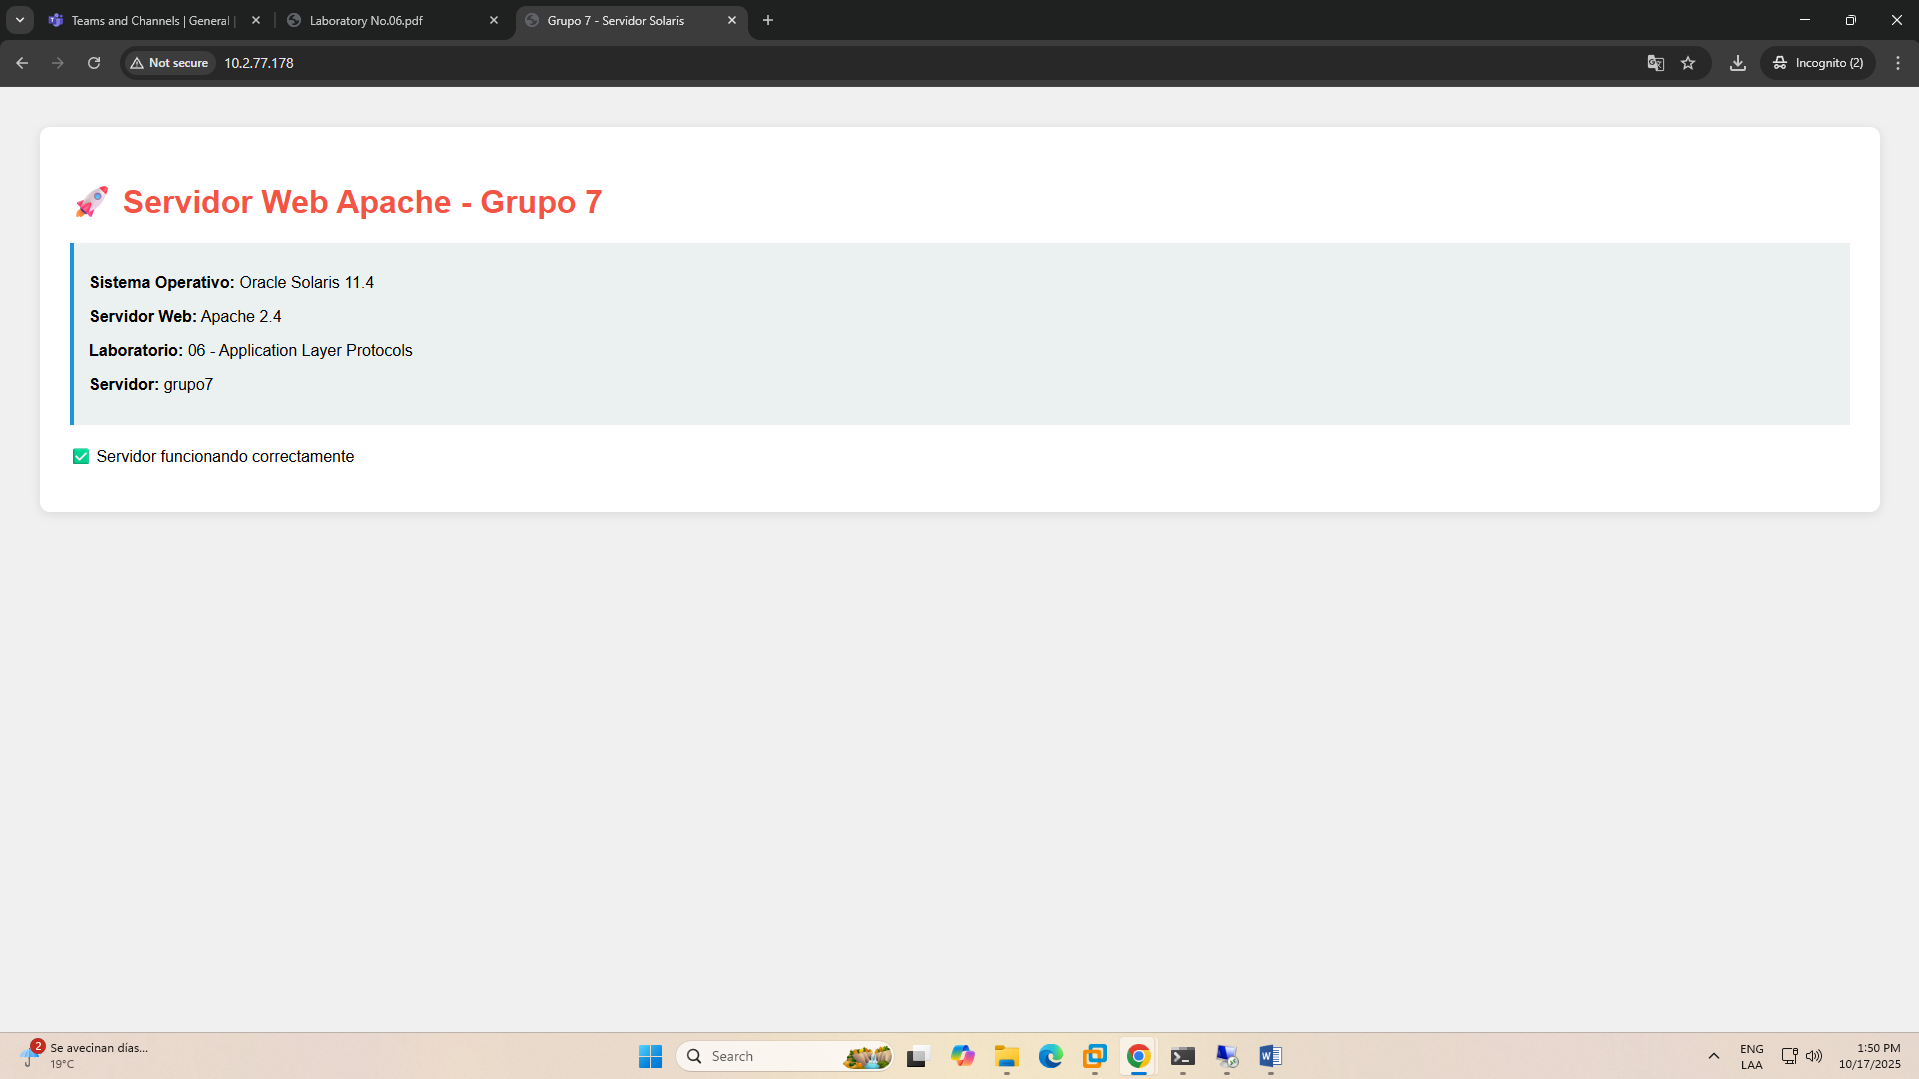 Teams and Channels | General |
Laboratory No.06.pdf
Grupo 7 - Servidor Solaris
Not secure
10.2.77.178
Incognito (2)
Servidor Web Apache - Grupo 7
Sistema Operativo: Oracle Solaris 11.4
Servidor Web: Apache 2.4
Laboratorio: 06 - Application Layer Protocols
Servidor: grupo7
Servidor funcionando correctamente
2
Se avecinan días...
19°C
Search
ENG
LAA
1:50 PM
10/17/2025